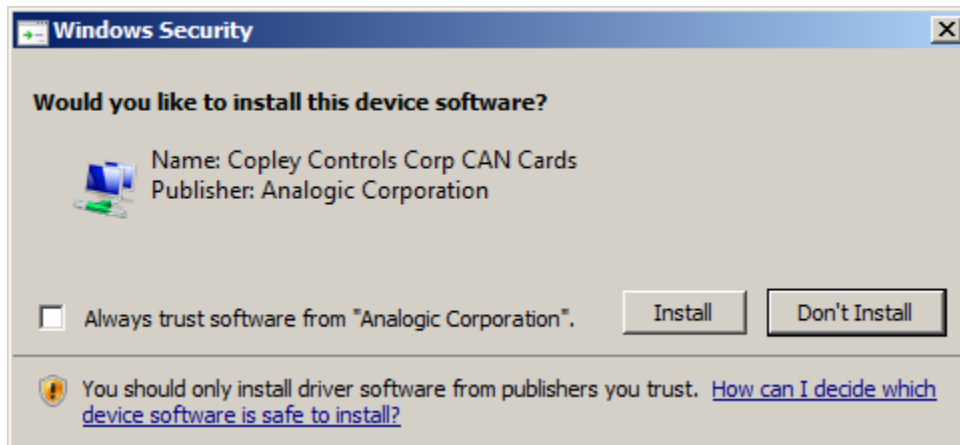 Windows Security
Would you like to install this device software?
Name: Copley Controls Corp CAN Cards
Publisher: Analogic Corporation
Always trust software from "Analogic Corporation".
Install
Don't Install
You should only install driver software from publishers you trust. How can I decide which
device software is safe to install?